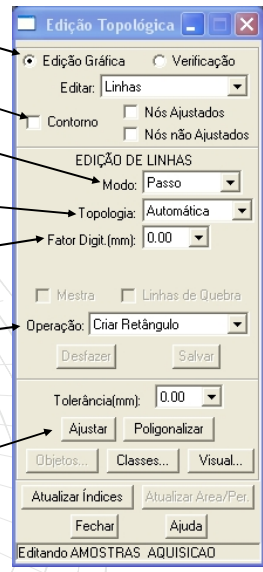 Edição Topológica
Edição Gráfica Verificação
Editar: Linhas
Contorno Nós Ajustados
Nós não Ajustados
EDIÇÃO DE LINHAS
Modo: Passo
Topologia: Automática
Fator Digit.(mm): 0.00
Mestra Linhas de Quebra
Operação: Criar Retângulo
Desfazer Salvar
Tolerância(mm): 0.00
Ajustar Poligonalizar
Objetos... Classes... Visual...
Atualizar Índices Atualizar Area/Per.
Fechar Ajuda
Editando AMOSTRAS AQUISICAO